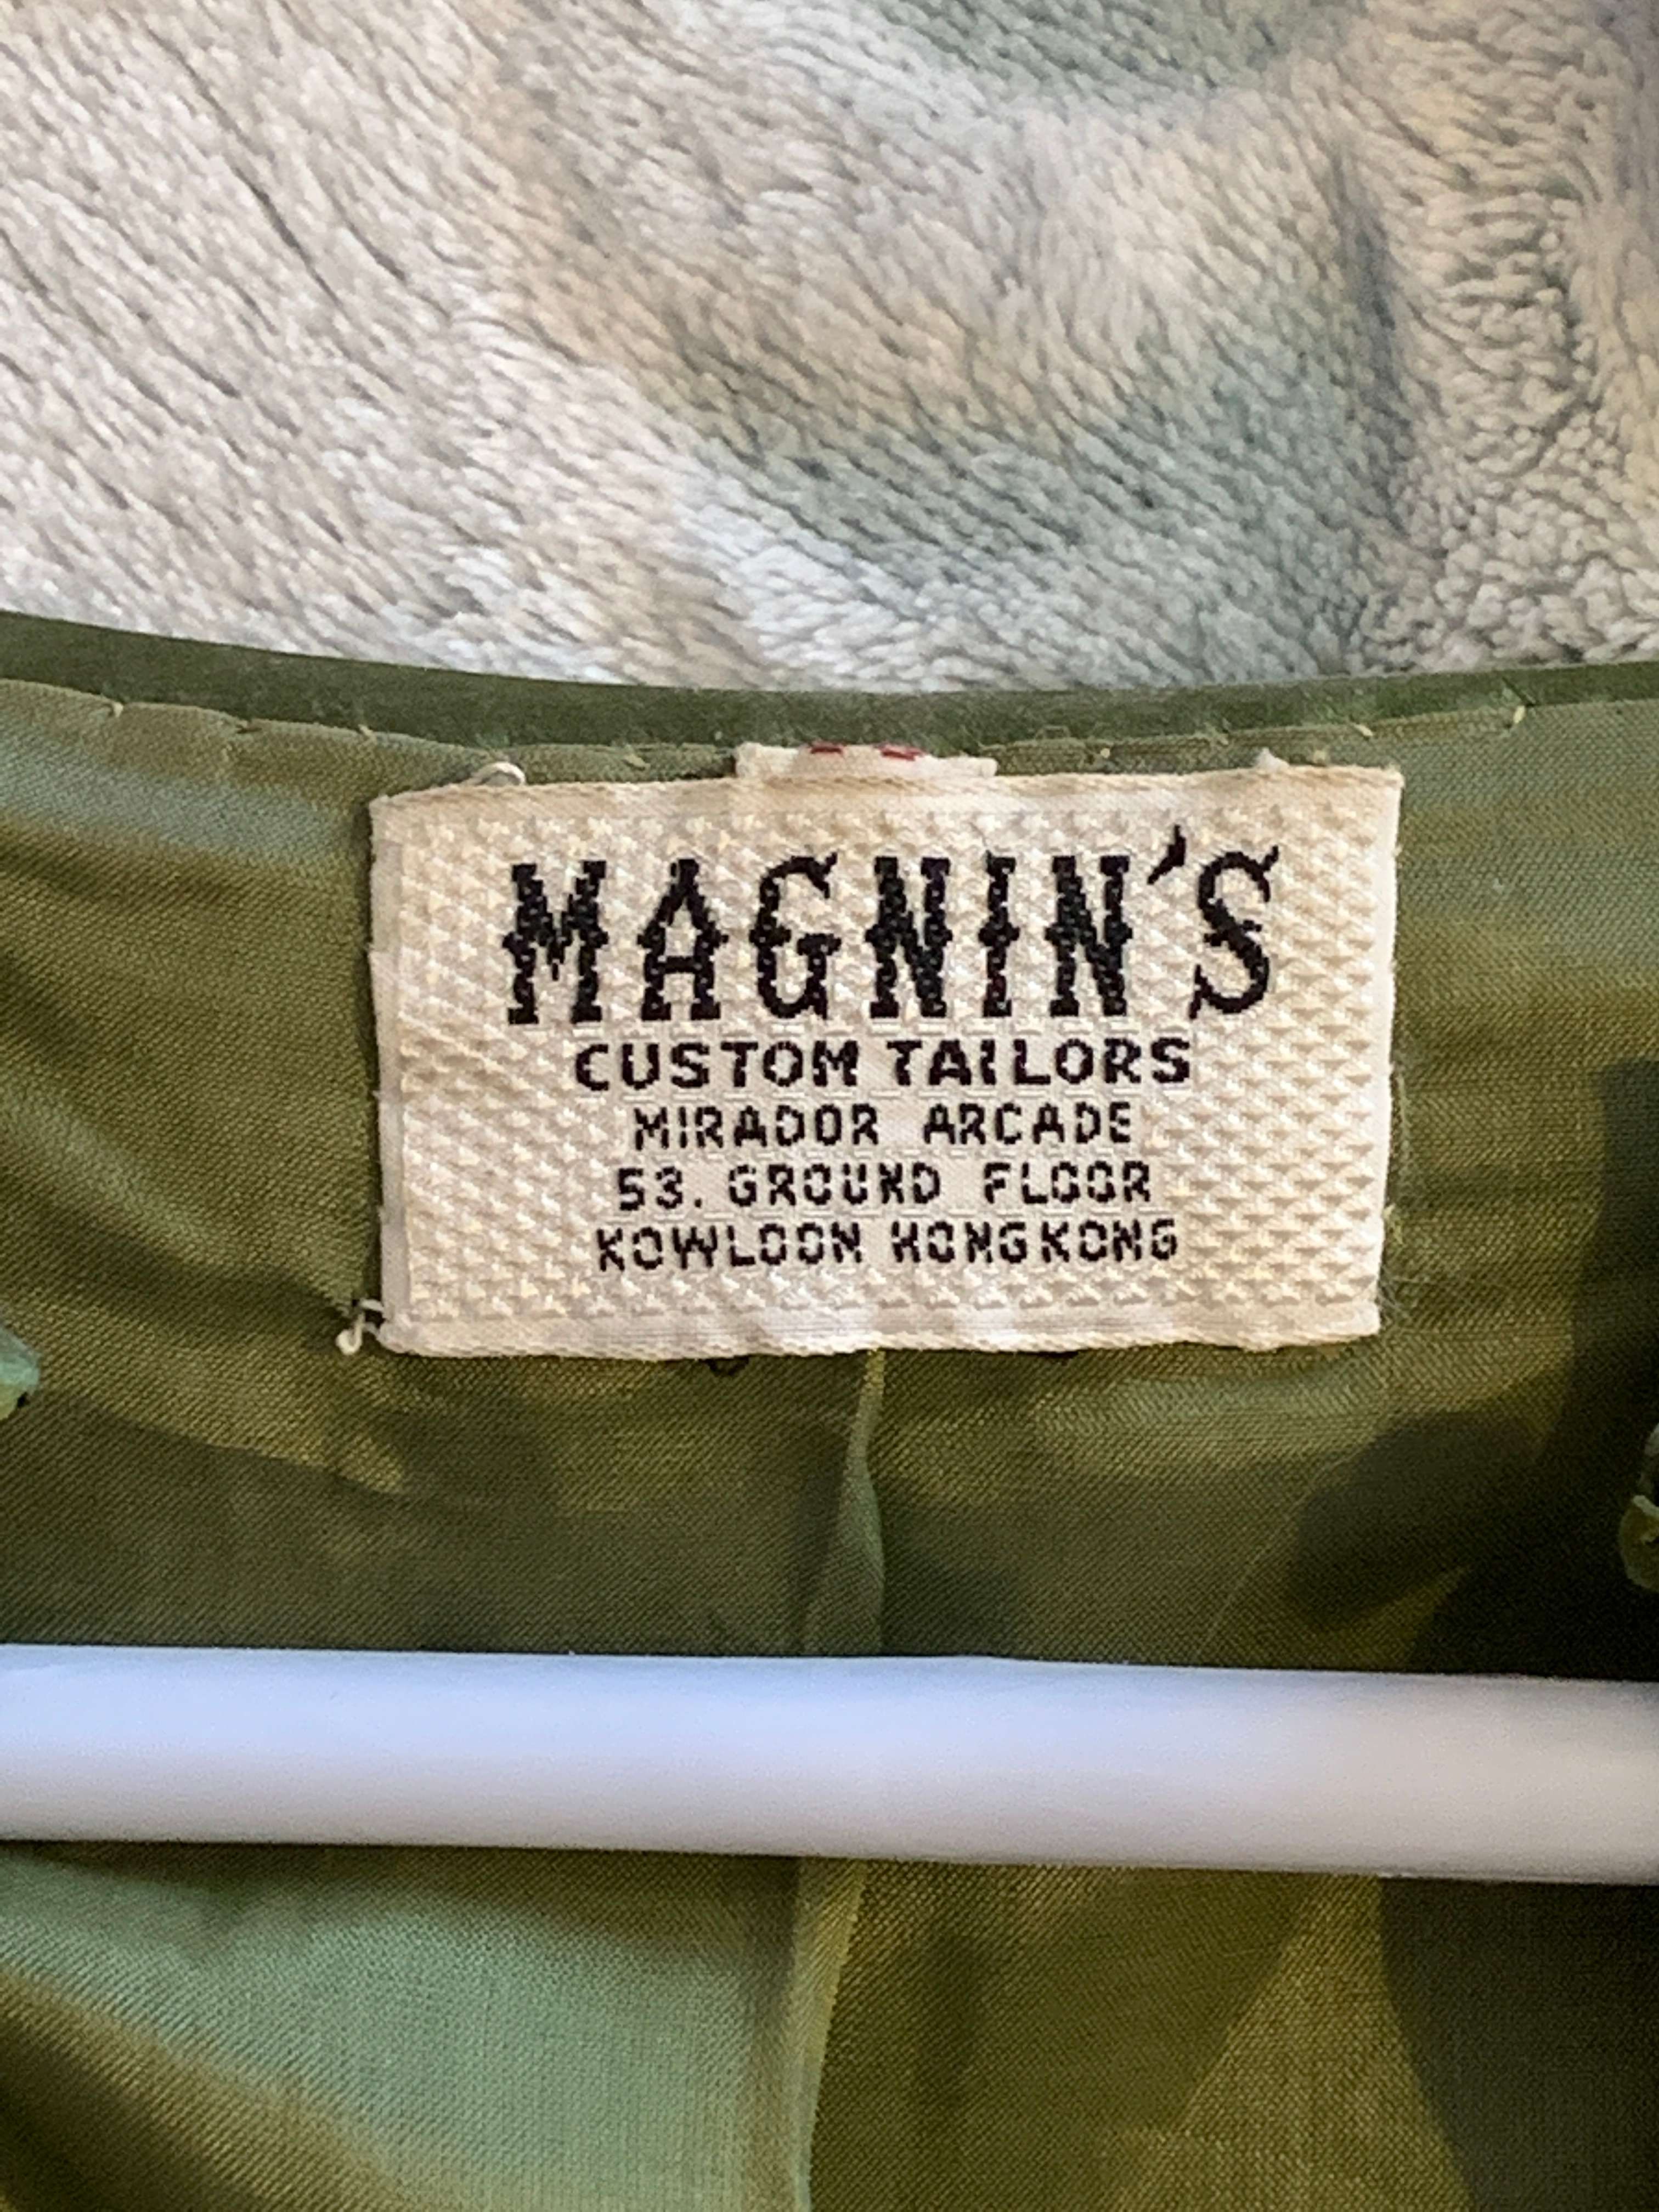 MAGNIN'S
CUSTOM TAILORS
MIRADOR ARCADE
53. GROUND FLOOR
KOWLOON HONGKONG